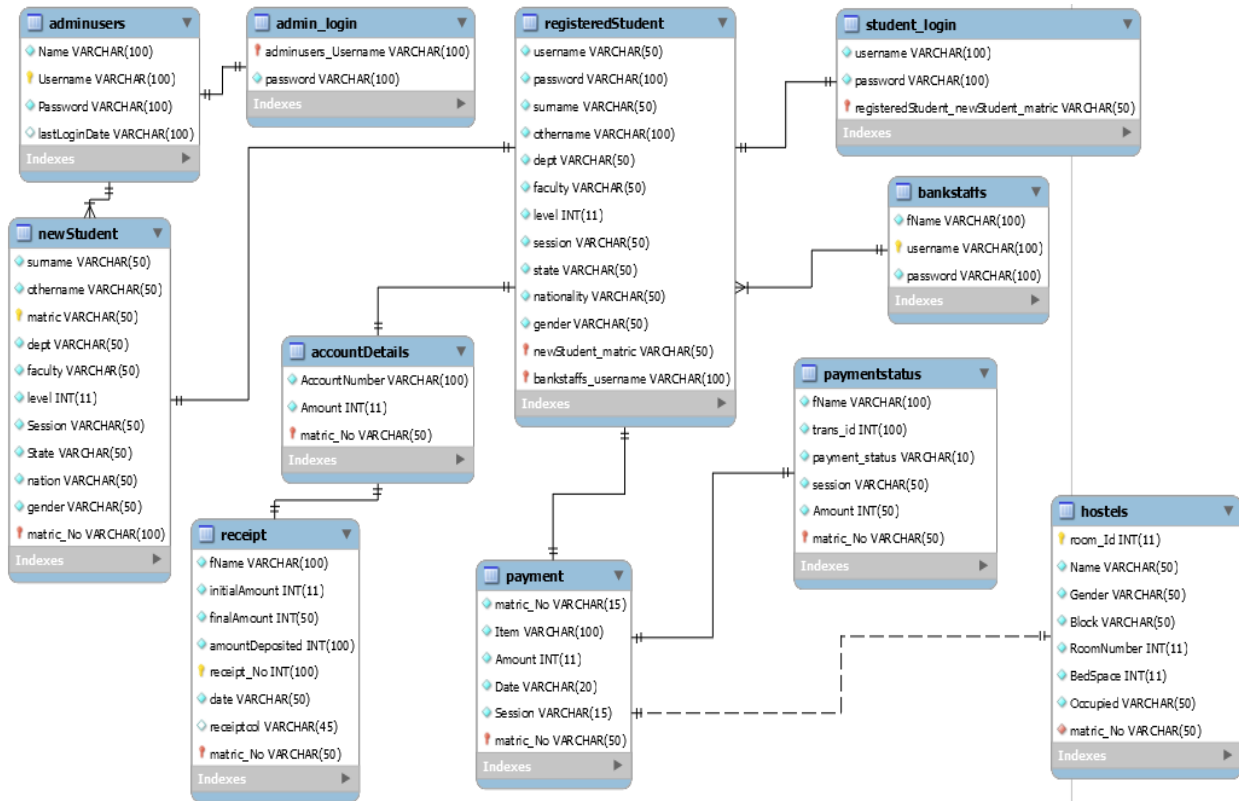 adminusers
Name VARCHAR(100)
Username VARCHAR(100)
Password VARCHAR(100)
lastLoginDate VARCHAR(100)
Indexes
admin_login
adminusers_Username VARCHAR(100)
password VARCHAR(100)
Indexes
registeredStudent
username VARCHAR(50)
password VARCHAR(100)
surname VARCHAR(50)
othername VARCHAR(100)
dept VARCHAR(50)
faculty VARCHAR(50)
level INT(11)
session VARCHAR(50)
state VARCHAR(50)
nationality VARCHAR(50)
gender VARCHAR(50)
newStudent_matric VARCHAR(50)
bankstaffs_username VARCHAR(100)
Indexes
student_login
username VARCHAR(100)
password VARCHAR(100)
registeredStudent_newStudent_matric VARCHAR(50)
Indexes
bankstaffs
fName VARCHAR(100)
username VARCHAR(100)
password VARCHAR(100)
Indexes
newStudent
surname VARCHAR(50)
othername VARCHAR(50)
matric VARCHAR(50)
dept VARCHAR(50)
faculty VARCHAR(50)
level INT(11)
Session VARCHAR(50)
State VARCHAR(50)
nation VARCHAR(50)
gender VARCHAR(50)
matric_No VARCHAR(100)
Indexes
accountDetails
AccountNumber VARCHAR(100)
Amount INT(11)
matric_No VARCHAR(50)
Indexes
paymentstatus
fName VARCHAR(100)
trans_id INT(100)
payment_status VARCHAR(10)
session VARCHAR(50)
Amount INT(50)
matric_No VARCHAR(50)
Indexes
receipt
fName VARCHAR(100)
initialAmount INT(11)
finalAmount INT(50)
amountDeposited INT(100)
receipt_No INT(100)
date VARCHAR(50)
receiptcol VARCHAR(45)
matric_No VARCHAR(50)
Indexes
payment
matric_No VARCHAR(15)
Item VARCHAR(100)
Amount INT(11)
Date VARCHAR(20)
Session VARCHAR(15)
matric_No VARCHAR(50)
Indexes
hostels
room_Id INT(11)
Name VARCHAR(50)
Gender VARCHAR(50)
Block VARCHAR(50)
RoomNumber INT(11)
BedSpace INT(11)
Occupied VARCHAR(50)
matric_No VARCHAR(50)
Indexes